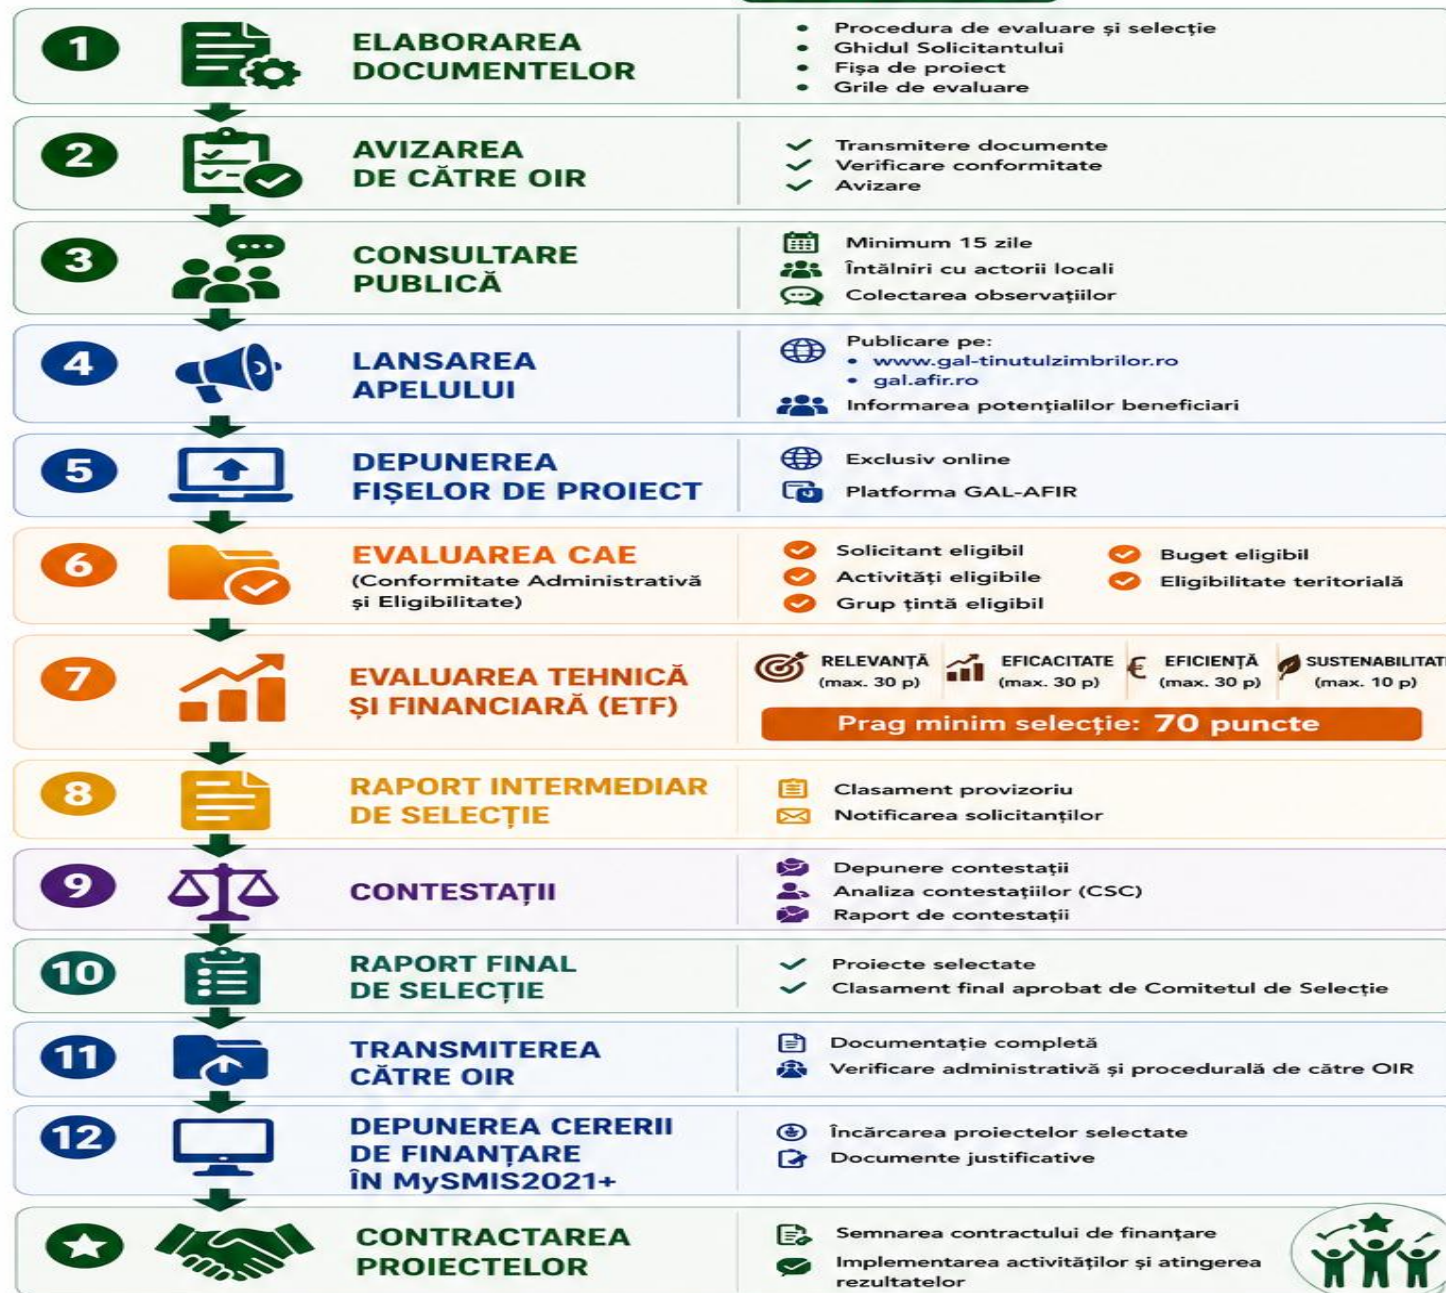 1
ELABORAREA
DOCUMENTELOR
• Procedura de evaluare și selecție
• Ghidul Solicitantului
• Fișa de proiect
• Grile de evaluare
2
AVIZAREA
DE CĂTRE OIR
Transmitere documente
Verificare conformitate
Avizare
3
CONSULTARE
PUBLICĂ
Minimum 15 zile
Întâlniri cu actorii locali
Colectarea observațiilor
4
LANSAREA
APELULUI
Publicare pe:
• www.gal-tinutulzimbrilor.ro
• gal.afir.ro
Informarea potențialilor beneficiari
5
DEPUNEREA
FIȘELOR DE PROIECT
Exclusiv online
Platforma GAL-AFIR
6
EVALUAREA CAE
(Conformitate Administrativă
și Eligibilitate)
Solicitant eligibil
Activități eligibile
Grup țintă eligibil
Buget eligibil
Eligibilitate teritorială
7
EVALUAREA TEHNICĂ
ȘI FINANCIARĂ (ETF)
RELEVANȚĂ
(max. 30 p)
EFICACITATE
(max. 30 p)
€
EFICIENȚĂ
(max. 30 p)
SUSTENABILITAT
(max. 10 p)
Prag minim selecție: 70 puncte
8
RAPORT INTERMEDIAR
DE SELECȚIE
Clasament provizoriu
Notificarea solicitanților
9
CONTESTAȚII
Depunere contestații
Analiza contestațiilor (CSC)
Raport de contestații
10
RAPORT FINAL
DE SELECȚIE
Proiecte selectate
Clasament final aprobat de Comitetul de Selecție
11
TRANSMITEREA
CĂTRE OIR
Documentație completă
Verificare administrativă și procedurală de către OIR
12
DEPUNEREA CERERII
DE FINANȚARE
ÎN MySMIS2021+
Încărcarea proiectelor selectate
Documente justificative
CONTRACTAREA
PROIECTELOR
Semnarea contractului de finanțare
Implementarea activităților și atingerea
rezultatelor